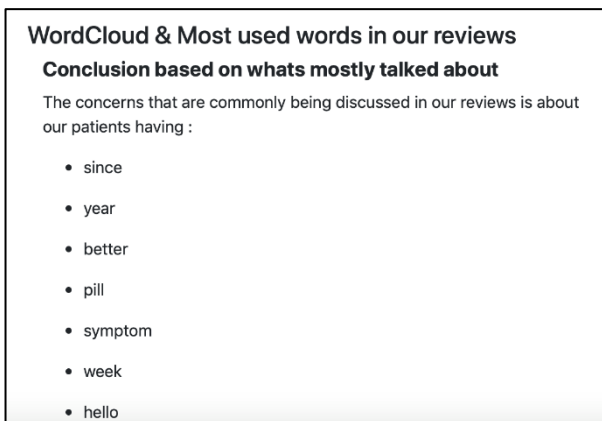 WordCloud & Most used words in our reviews
Conclusion based on whats mostly talked about
The concerns that are commonly being discussed in our reviews is about
our patients having :
• since
• year
• better
• pill
• symptom
• week
• hello